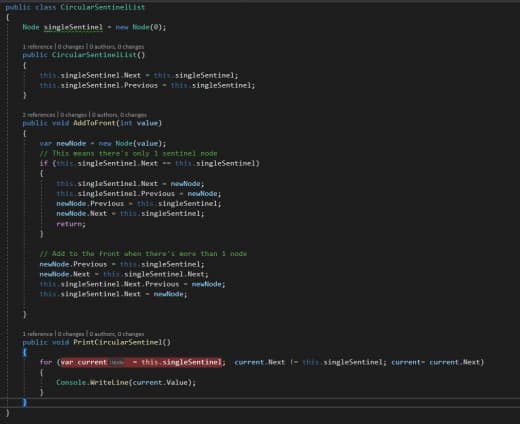 public class CircularSentinelList
{
Node singleSentinel = new Node(0);
1 reference | 0 changes | 0 authors, 0 changes
public CircularSentinelList()
{
this.singleSentinel.Next = this.singleSentinel;
this.singleSentinel.Previous = this.singleSentinel;
}
2 references | 0 changes | 0 authors, 0 changes
public void AddToFront(int value)
{
var newNode = new Node(value);
// This means there's only 1 sentinel node
if (this.singleSentinel.Next == this.singleSentinel)
{
this.singleSentinel.Next = newNode;
this.singleSentinel.Previous = newNode;
newNode.Previous = this.singleSentinel;
newNode.Next = this.singleSentinel;
return;
}
// Add to the Front when there's more than 1 node
newNode.Previous = this.singleSentinel;
newNode.Next = this.singleSentinel.Next;
this.singleSentinel.Next.Previous = newNode;
this.singleSentinel.Next = newNode;
}
1 reference | 0 changes | 0 authors, 0 changes
public void PrintCircularSentinel()
{
for (var current = this.singleSentinel; current.Next != this.singleSentinel; current= current.Next)
{
Console.WriteLine(current.Value);
}
}
}